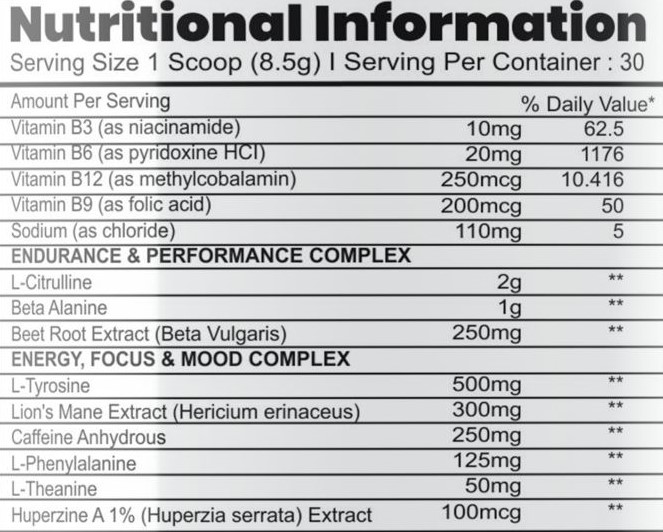 Nutritional Information
Serving Size 1 Scoop (8.5g) I Serving Per Container : 30
Amount Per Serving % Daily Value*
Vitamin B3 (as niacinamide) 10mg 62.5
Vitamin B6 (as pyridoxine HCl) 20mg 1176
Vitamin B12 (as methylcobalamin) 250mcg 10.416
Vitamin B9 (as folic acid) 200mcg 50
Sodium (as chloride) 110mg 5
ENDURANCE & PERFORMANCE COMPLEX
L-Citrulline 2g **
Beta Alanine 1g **
Beet Root Extract (Beta Vulgaris) 250mg **
ENERGY, FOCUS & MOOD COMPLEX
L-Tyrosine 500mg **
Lion's Mane Extract (Hericium erinaceus) 300mg **
Caffeine Anhydrous 250mg **
L-Phenylalanine 125mg **
L-Theanine 50mg **
Huperzine A 1% (Huperzia serrata) Extract 100mcg **